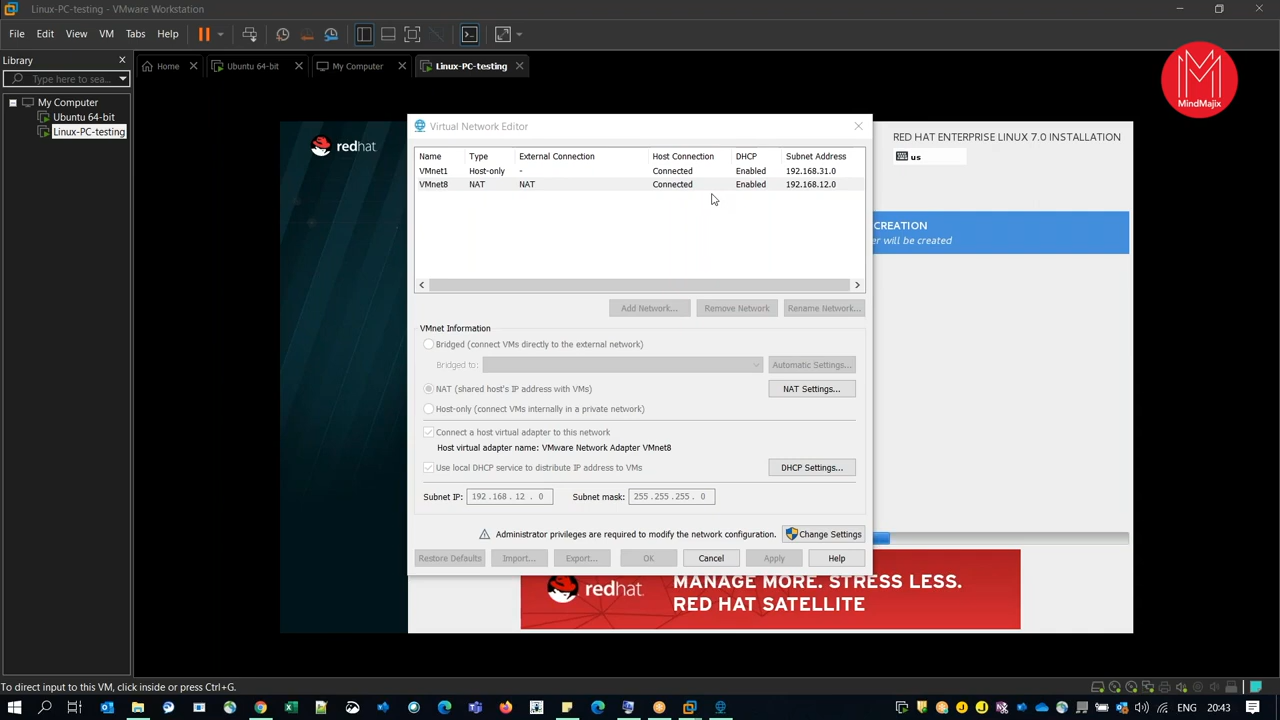 Linux-PC-testing - VMware Workstation
File Edit View VM Tabs Help
Library
Type here to sea...
My Computer
Ubuntu 64-bit
Linux-PC-testing
Home
Ubuntu 64-bit
My Computer
Linux-PC-testing
MindMajix
redhat
RED HAT ENTERPRISE LINUX 7.0 INSTALLATION
us
CREATION
er will be created
Virtual Network Editor
Name Type External Connection Host Connection DHCP Subnet Address
VMnet1 Host-only - Connected Enabled 192.168.31.0
VMnet8 NAT NAT Connected Enabled 192.168.12.0
Add Network... Remove Network Rename Network...
VMnet Information
Bridged (connect VMs directly to the external network)
Bridged to: Automatic Settings...
NAT (shared host's IP address with VMs) NAT Settings...
Host-only (connect VMs internally in a private network)
Connect a host virtual adapter to this network
Host virtual adapter name: VMware Network Adapter VMnet8
Use local DHCP service to distribute IP address to VMs DHCP Settings...
Subnet IP: 192 .168 . 12 . 0 Subnet mask: 255 .255 .255 . 0
Administrator privileges are required to modify the network configuration. Change Settings
Restore Defaults Import... Export... OK Cancel Apply Help
redhat.
MANAGE MORE. STRESS LESS.
RED HAT SATELLITE
To direct input to this VM, click inside or press Ctrl+G.
20:43